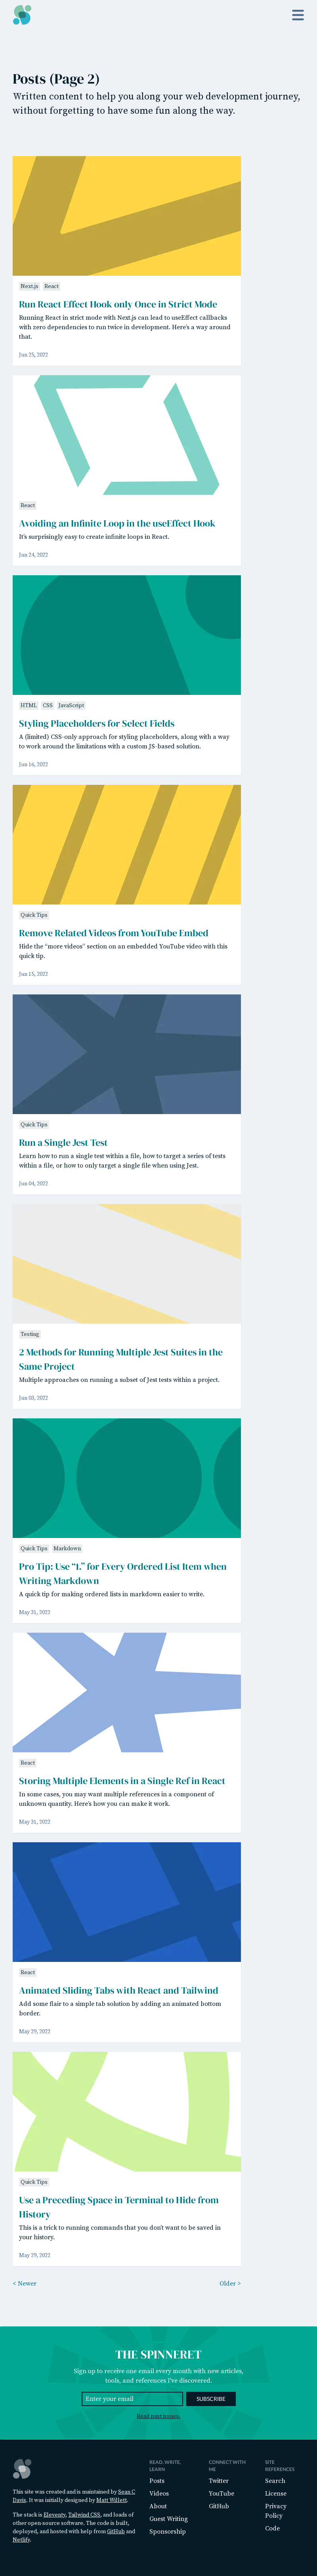 Posts (Page 2)
Written content to help you along your web development journey,
without forgetting to have some fun along the way.
Next.js React
Run React Effect Hook only Once in Strict Mode
Running React in strict mode with Next.js can lead to useEffect callbacks
with zero dependencies to run twice in development. Here's a way around
that.
Jun 25, 2022
React
Avoiding an Infinite Loop in the useEffect Hook
It's surprisingly easy to create infinite loops in React.
Jun 24, 2022
HTML CSS JavaScript
Styling Placeholders for Select Fields
A (limited) CSS-only approach for styling placeholders, along with a way
to work around the limitations with a custom JS-based solution.
Jun 16, 2022
Quick Tips
Remove Related Videos from YouTube Embed
Hide the “more videos” section on an embedded YouTube video with this
quick tip.
Jun 15, 2022
Quick Tips
Run a Single Jest Test
Learn how to run a single test within a file, how to target a series of tests
within a file, or how to only target a single file when using Jest.
Jun 04, 2022
Testing
2 Methods for Running Multiple Jest Suites in the
Same Project
Multiple approaches on running a subset of Jest tests within a project.
Jun 03, 2022
Quick Tips Markdown
Pro Tip: Use “1.” for Every Ordered List Item when
Writing Markdown
A quick tip for making ordered lists in markdown easier to write.
May 31, 2022
React
Storing Multiple Elements in a Single Ref in React
In some cases, you may want multiple references in a component of
unknown quantity. Here's how you can make it work.
May 31, 2022
React
Animated Sliding Tabs with React and Tailwind
Add some flair to a simple tab solution by adding an animated bottom
border.
May 29, 2022
Quick Tips
Use a Preceding Space in Terminal to Hide from
History
This is a trick to running commands that you don't want to be saved in
your history.
May 29, 2022
< Newer
Older >
THE SPINNERET
Sign up to receive one email every month with new articles,
tools, and references I've discovered.
Enter your email
SUBSCRIBE
Read past issues.
This site was created and is maintained by Sean C
Davis. It was initially designed by Matt Willett.
The stack is Eleventy, Tailwind CSS, and loads of
other open-source software. The code is built,
deployed, and hosted with help from GitHub and
Netlify.
READ, WRITE,
LEARN
Posts
Videos
About
Guest Writing
Sponsorship
CONNECT WITH
ME
Twitter
YouTube
GitHub
SITE
REFERENCES
Search
License
Privacy
Policy
Code